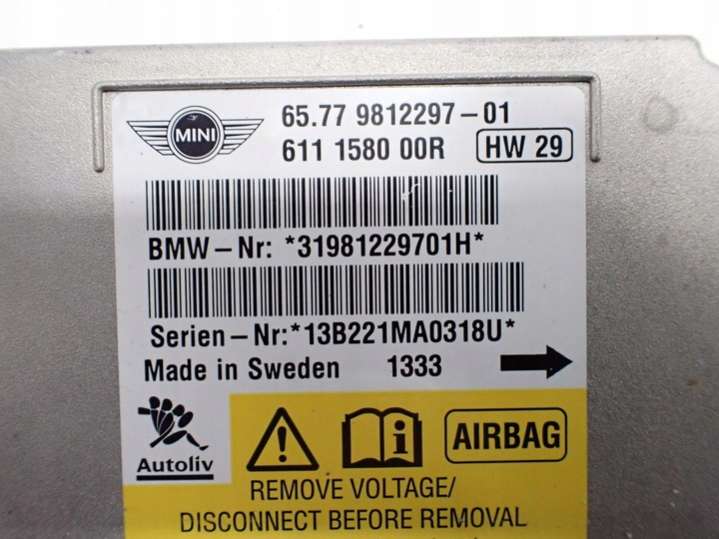 MINI
65.77 9812297-01
611 1580 00R HW 29
BMW-Nr: *31981229701H*
Serien-Nr:*13B221MA0318U*
Made in Sweden 1333
Autoliv
AIRBAG
REMOVE VOLTAGE/
DISCONNECT BEFORE REMOVAL